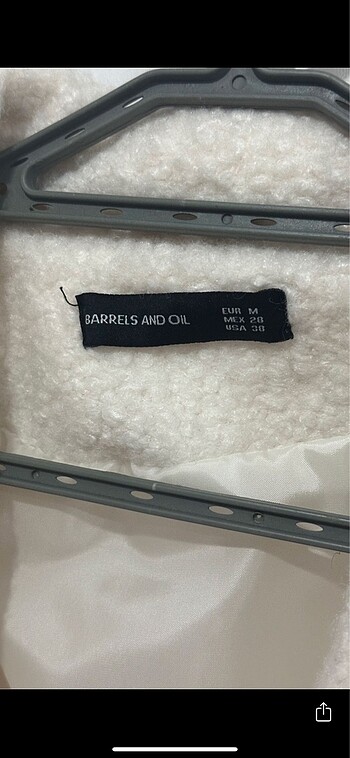 BARRELS AND OIL
EUR M
MEX 28
USA 38